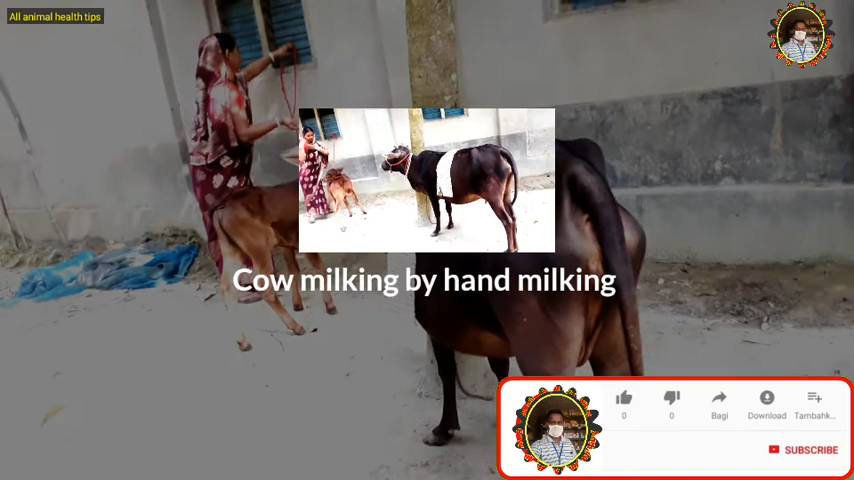 All animal health tips
Cow milking by hand milking
0
0
Bagi
Download
Tambahk...
SUBSCRIBE